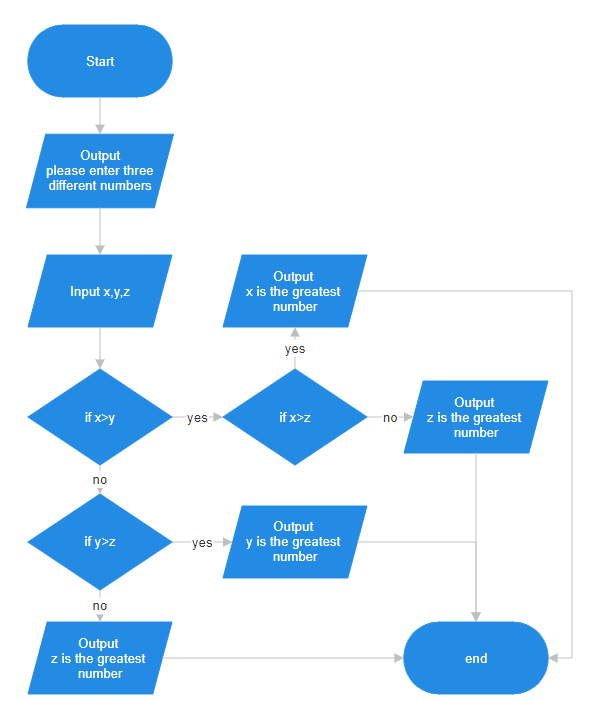 Start
Output
please enter three
different numbers
Input x,y,z
Output
x is the greatest
number
yes
if x>y
yes
if x>z
no
Output
z is the greatest
number
no
if y>z
yes
Output
y is the greatest
number
no
Output
z is the greatest
number
end